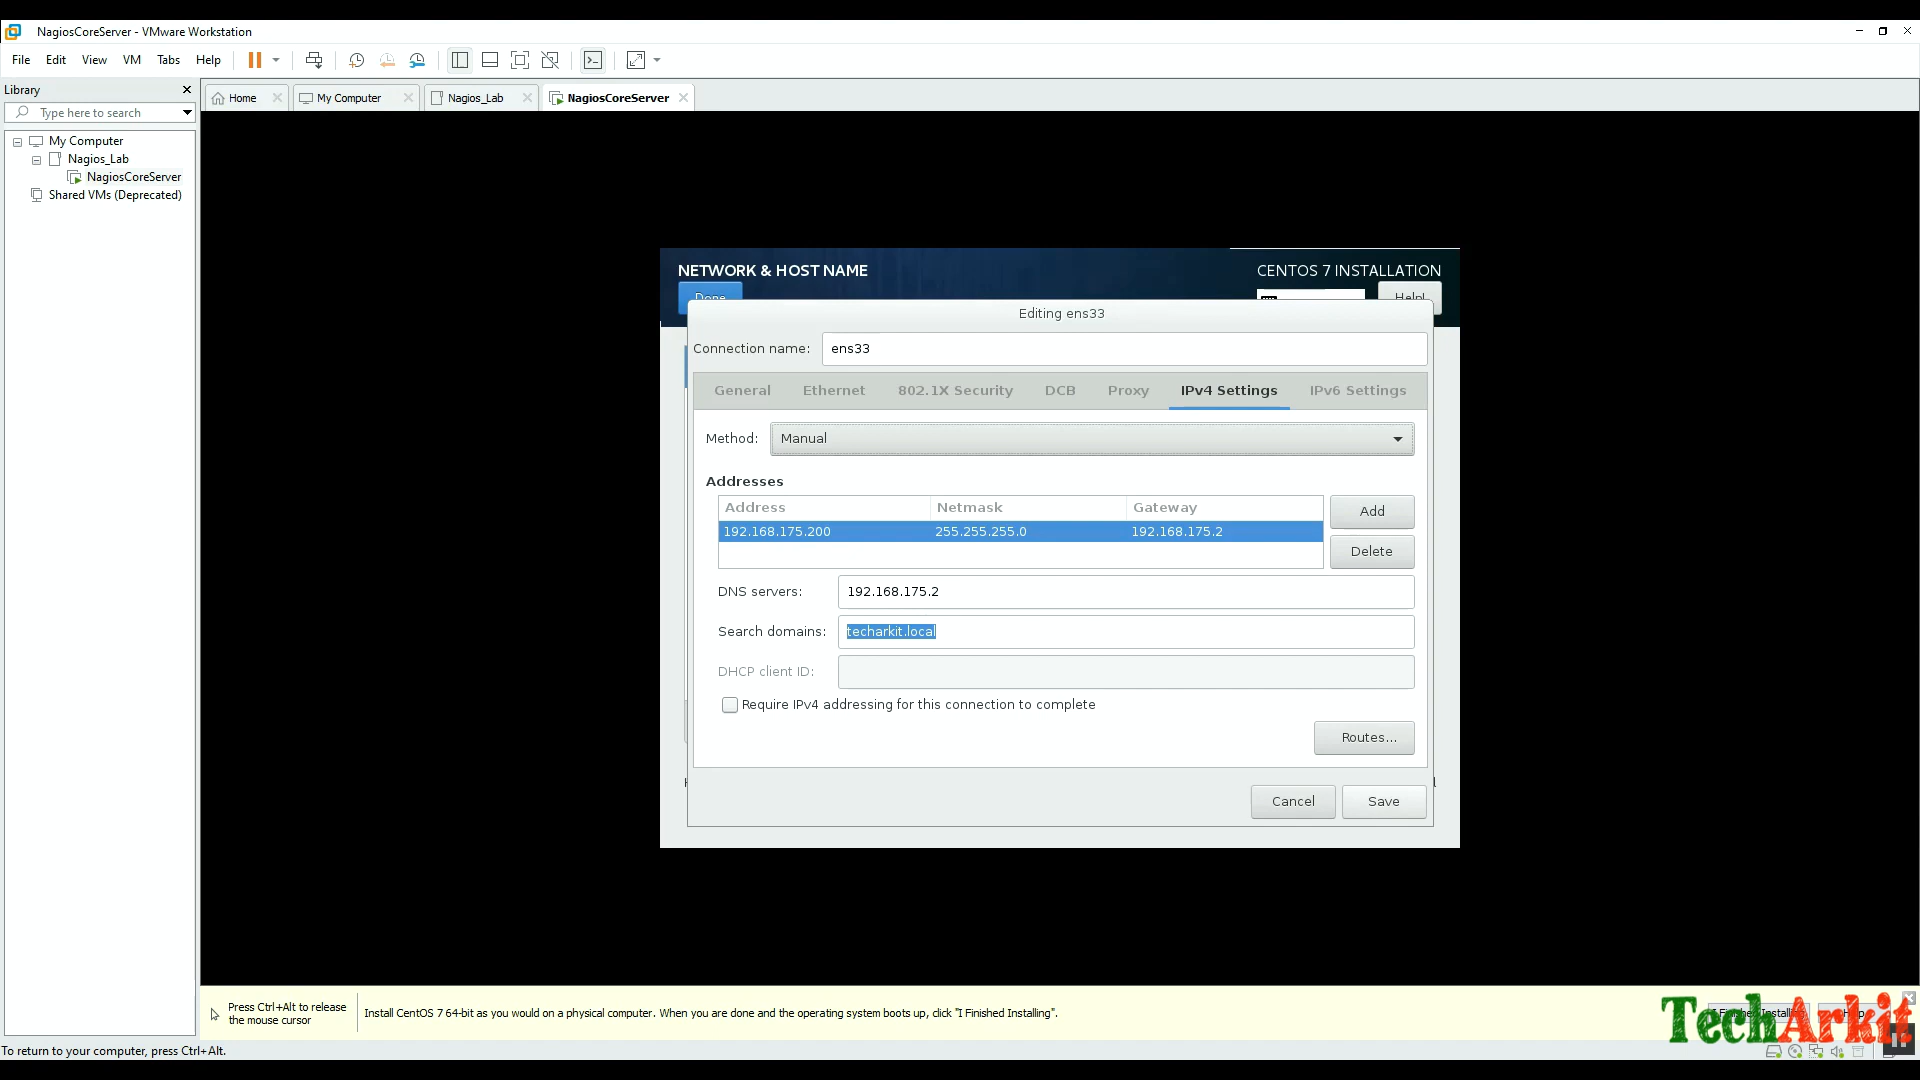 NagiosCoreServer - VMware Workstation
File Edit View VM Tabs Help
Library
Type here to search
Home My Computer Nagios_Lab NagiosCoreServer
My Computer
Nagios_Lab
NagiosCoreServer
Shared VMs (Deprecated)
NETWORK & HOST NAME CENTOS 7 INSTALLATION
Done Help!
Editing ens33
Connection name: ens33
General Ethernet 802.1X Security DCB Proxy IPv4 Settings IPv6 Settings
Method: Manual
Addresses
Address Netmask Gateway
192.168.175.200 255.255.255.0 192.168.175.2
Add
Delete
DNS servers: 192.168.175.2
Search domains: techarkit.local
DHCP client ID:
Require IPv4 addressing for this connection to complete
Routes...
Cancel Save
Press Ctrl+Alt to release
the mouse cursor
Install CentOS 7 64-bit as you would on a physical computer. When you are done and the operating system boots up, click "I Finished Installing".
TechArkit
To return to your computer, press Ctrl+Alt.